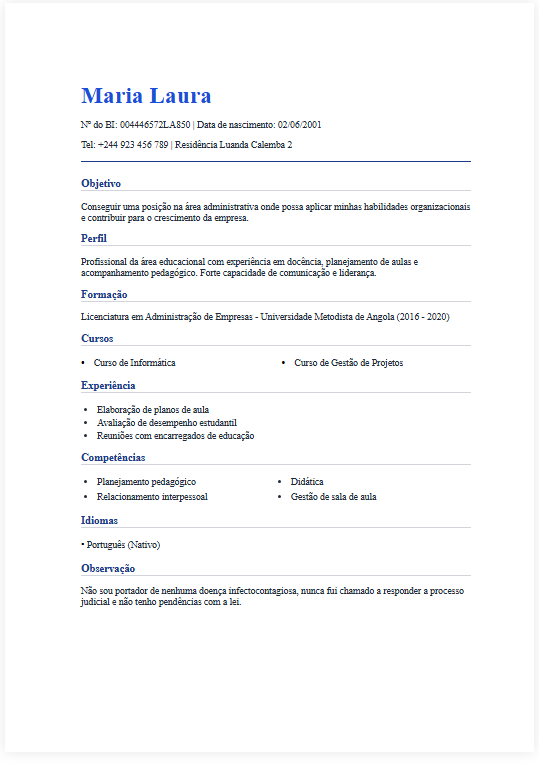 Maria Laura
Nº do BI: 004446572LA850 | Data de nascimento: 02/06/2001
Tel: +244 923 456 789 | Residência Luanda Calemba 2
Objetivo
Conseguir uma posição na área administrativa onde possa aplicar minhas habilidades organizacionais
e contribuir para o crescimento da empresa.
Perfil
Profissional da área educacional com experiência em docência, planejamento de aulas e
acompanhamento pedagógico. Forte capacidade de comunicação e liderança.
Formação
Licenciatura em Administração de Empresas - Universidade Metodista de Angola (2016 - 2020)
Cursos
• Curso de Informática • Curso de Gestão de Projetos
Experiência
• Elaboração de planos de aula
• Avaliação de desempenho estudantil
• Reuniões com encarregados de educação
Competências
• Planejamento pedagógico • Didática
• Relacionamento interpessoal • Gestão de sala de aula
Idiomas
• Português (Nativo)
Observação
Não sou portador de nenhuma doença infectocontagiosa, nunca fui chamado a responder a processo
judicial e não tenho pendências com a lei.